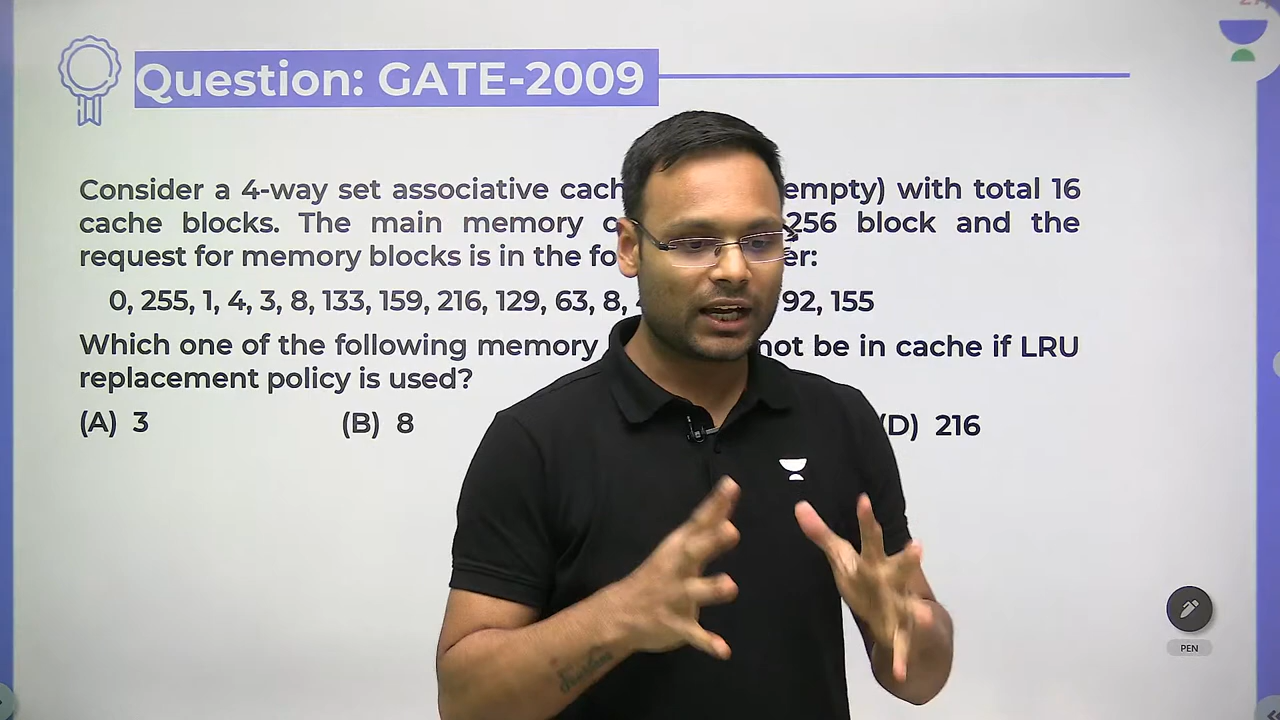 Question: GATE-2009
Consider a 4-way set associative empty) with total 16
cache blocks. The main memory 256 block and the
request for memory blocks is in the
0, 255, 1, 4, 3, 8, 133, 159, 216, 129, 63, 8, 92, 155
Which one of the following memory not be in cache if LRU
replacement policy is used?
(A) 3 (B) 8 (D) 216
PEN